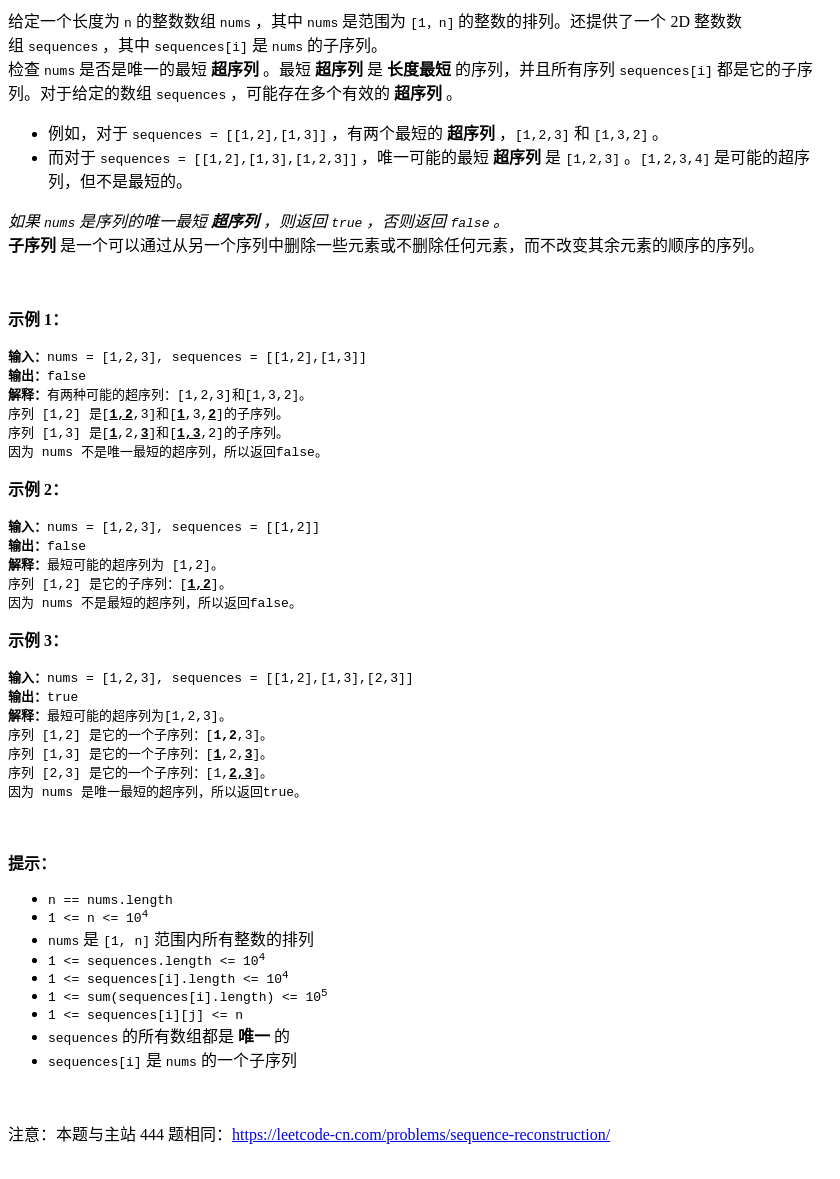 给定一个长度为 n 的整数数组 nums ，其中 nums 是范围为 [1，n] 的整数的排列。还提供了一个 2D 整数数
组 sequences ，其中 sequences[i] 是 nums 的子序列。
检查 nums 是否是唯一的最短 超序列 。最短 超序列 是 长度最短 的序列，并且所有序列 sequences[i] 都是它的子序
列。对于给定的数组 sequences ，可能存在多个有效的 超序列 。
例如，对于 sequences = [[1,2],[1,3]] ，有两个最短的 超序列 ，[1,2,3] 和 [1,3,2] 。
而对于 sequences = [[1,2],[1,3],[1,2,3]] ，唯一可能的最短 超序列 是 [1,2,3] 。[1,2,3,4] 是可能的超序
列，但不是最短的。
如果 nums 是序列的唯一最短 超序列 ，则返回 true ，否则返回 false 。
子序列 是一个可以通过从另一个序列中删除一些元素或不删除任何元素，而不改变其余元素的顺序的序列。
示例 1：
输入：nums = [1,2,3], sequences = [[1,2],[1,3]]
输出：false
解释：有两种可能的超序列：[1,2,3]和[1,3,2]。
序列 [1,2] 是[1,2,3]和[1,3,2]的子序列。
序列 [1,3] 是[1,2,3]和[1,3,2]的子序列。
因为 nums 不是唯一最短的超序列，所以返回false。
示例 2：
输入：nums = [1,2,3], sequences = [[1,2]]
输出：false
解释：最短可能的超序列为 [1,2]。
序列 [1,2] 是它的子序列：[1,2]。
因为 nums 不是最短的超序列，所以返回false。
示例 3：
输入：nums = [1,2,3], sequences = [[1,2],[1,3],[2,3]]
输出：true
解释：最短可能的超序列为[1,2,3]。
序列 [1,2] 是它的一个子序列：[1,2,3]。
序列 [1,3] 是它的一个子序列：[1,2,3]。
序列 [2,3] 是它的一个子序列：[1,2,3]。
因为 nums 是唯一最短的超序列，所以返回true。
提示：
n == nums.length
1 <= n <= 10^4
nums 是 [1, n] 范围内所有整数的排列
1 <= sequences.length <= 10^4
1 <= sequences[i].length <= 10^4
1 <= sum(sequences[i].length) <= 10^5
1 <= sequences[i][j] <= n
sequences 的所有数组都是 唯一 的
sequences[i] 是 nums 的一个子序列
注意：本题与主站 444 题相同：https://leetcode-cn.com/problems/sequence-reconstruction/